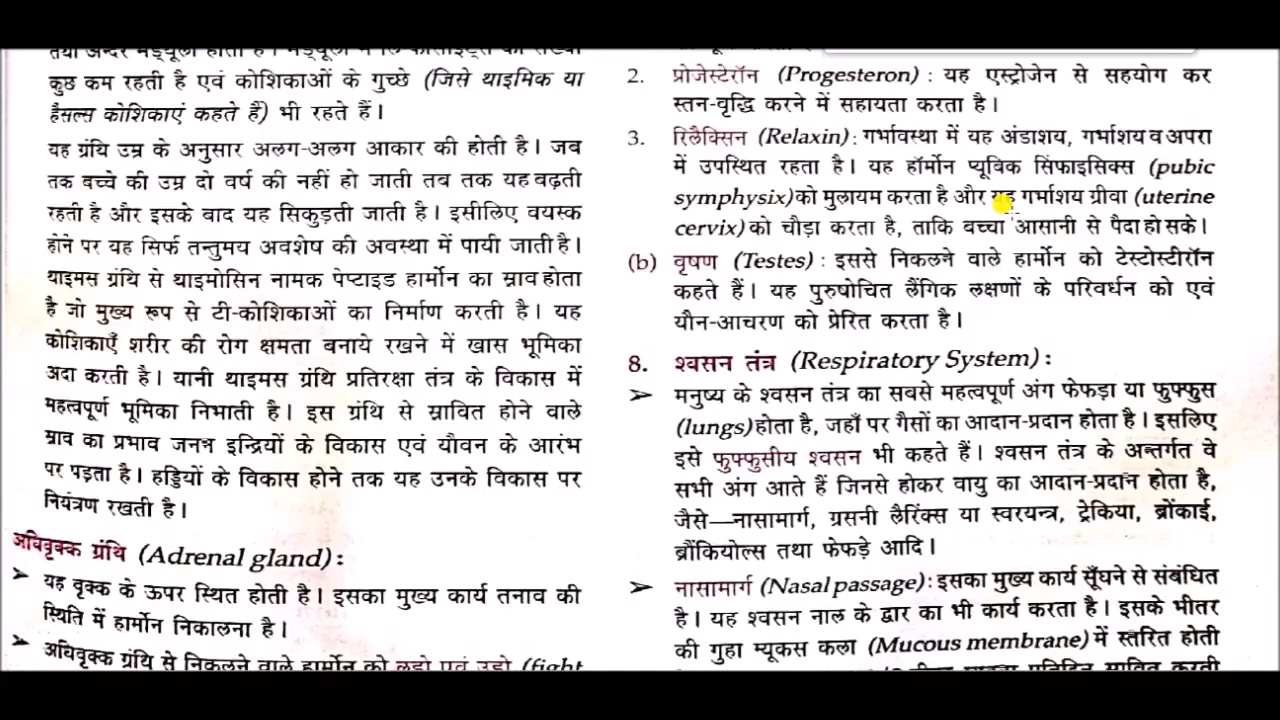 कुछ कम रहती है एवं कोशिकाओं के गुच्छे (जिसे थाइमिक या
हैसल्स कोशिकाएं कहते हैं) भी रहते हैं।
यह ग्रंथि उम्र के अनुसार अलग-अलग आकार की होती है। जब
तक बच्चे की उम्र दो वर्ष की नहीं हो जाती तब तक यह बढ़ती
रहती है और इसके बाद यह सिकुड़ती जाती है। इसीलिए वयस्क
होने पर यह सिर्फ तन्तुमय अवशेष की अवस्था में पायी जाती है।
थाइमस ग्रंथि से थाइमोसिन नामक पेप्टाइड हार्मोन का स्राव होता
है जो मुख्य रूप से टी-कोशिकाओं का निर्माण करती है। यह
कोशिकाएँ शरीर की रोग क्षमता बनाये रखने में खास भूमिका
अदा करती है। यानी थाइमस ग्रंथि प्रतिरक्षा तंत्र के विकास में
महत्वपूर्ण भूमिका निभाती है। इस ग्रंथि से स्रावित होने वाले
स्राव का प्रभाव जनन इन्द्रियों के विकास एवं यौवन के आरंभ
पर पड़ता है। हड्डियों के विकास होने तक यह उनके विकास पर
नियंत्रण रखती है।
अधिवृक्क ग्रंथि (Adrenal gland) :
➤ यह वृक्क के ऊपर स्थित होती है। इसका मुख्य कार्य तनाव की
स्थिति में हार्मोन निकालना है।
➤ अधिवृक्क ग्रंथि से निकलने वाले हार्मोन को लड़ो एवं उड़ो (fight
2. प्रोजेस्टेरॉन (Progesteron) : यह एस्ट्रोजेन से सहयोग कर
स्तन-वृद्धि करने में सहायता करता है।
3. रिलैक्सिन (Relaxin) : गर्भावस्था में यह अंडाशय, गर्भाशय व अपरा
में उपस्थित रहता है। यह हॉर्मोन प्यूबिक सिंफाइसिक्स (pubic
symphysix) को मुलायम करता है और यह गर्भाशय ग्रीवा (uterine
cervix) को चौड़ा करता है, ताकि बच्चा आसानी से पैदा हो सके।
(b) वृषण (Testes) : इससे निकलने वाले हार्मोन को टेस्टोस्टीरॉन
कहते हैं। यह पुरुषोचित लैंगिक लक्षणों के परिवर्धन को एवं
यौन-आचरण को प्रेरित करता है।
8. श्वसन तंत्र (Respiratory System) :
➤ मनुष्य के श्वसन तंत्र का सबसे महत्वपूर्ण अंग फेफड़ा या फुफ्फुस
(lungs) होता है, जहाँ पर गैसों का आदान-प्रदान होता है। इसलिए
इसे फुफ्फुसीय श्वसन भी कहते हैं। श्वसन तंत्र के अन्तर्गत वे
सभी अंग आते हैं जिनसे होकर वायु का आदान-प्रदान होता है,
जैसे—नासामार्ग, ग्रसनी लैरिंक्स या स्वरयन्त्र, ट्रेकिया, ब्रोंकाई,
ब्रौंकियोल्स तथा फेफड़े आदि।
➤ नासामार्ग (Nasal passage) : इसका मुख्य कार्य सूँघने से संबंधित
है। यह श्वसन नाल के द्वार का भी कार्य करता है। इसके भीतर
की गुहा म्यूकस कला (Mucous membrane) में स्तरित होती